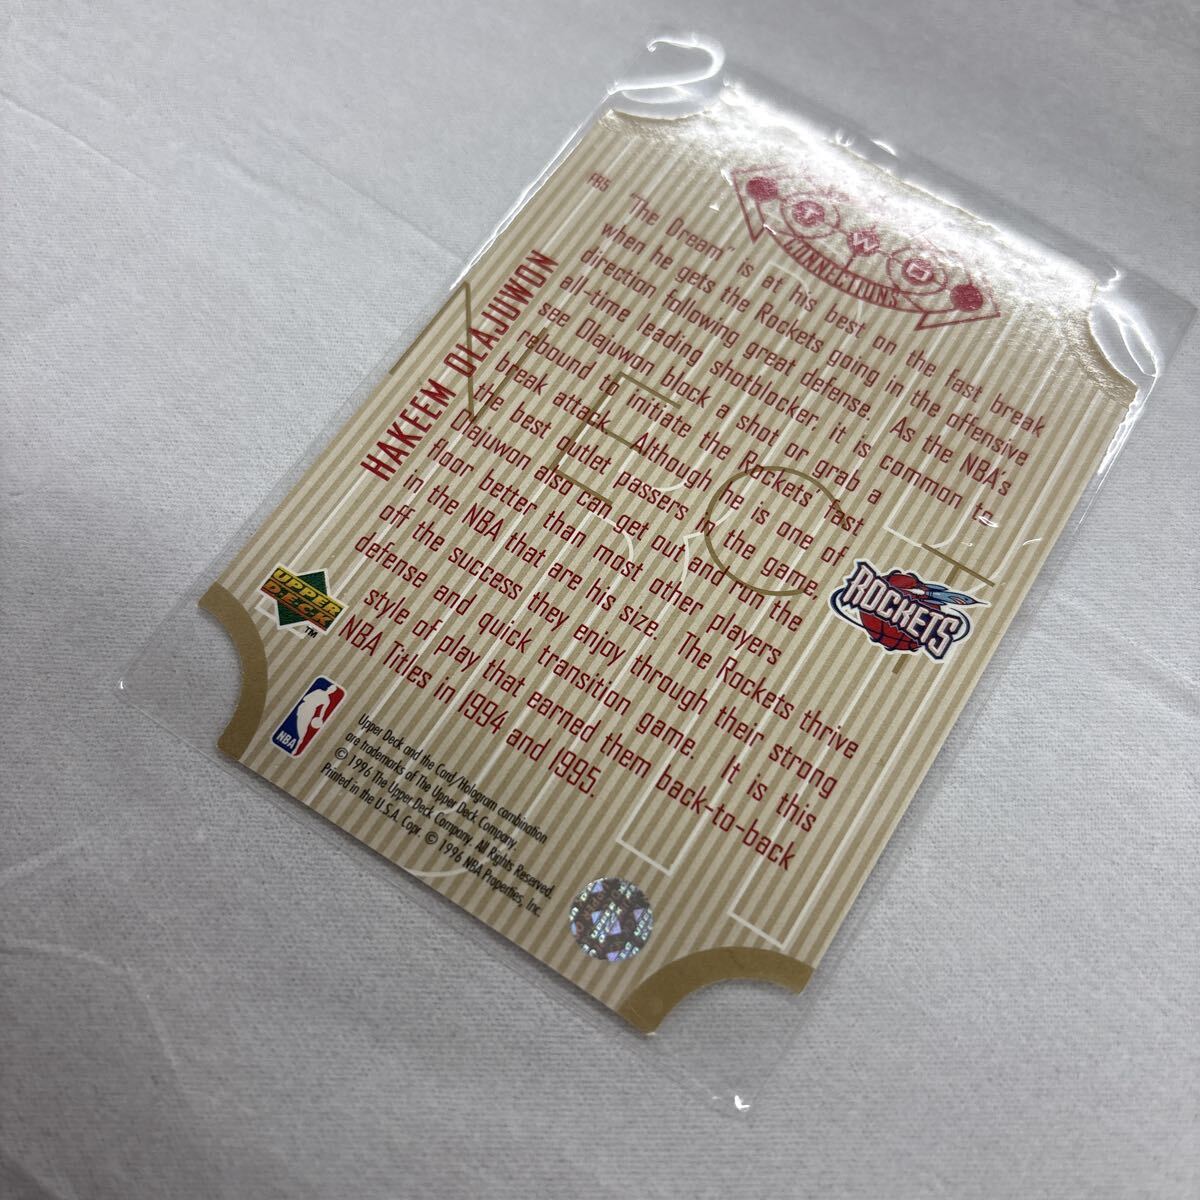 FB5
TWO
CONNECTIONS
HAKEEM OLAJUWON
"The Dream" is at his best on the fast break
when he gets the Rockets going in the offensive
direction following great defense. As the NBA's
all-time leading shotblocker, it is common to
see Olajuwon block a shot or grab a
rebound to initiate the Rockets' fast
break attack. Although he is one of
the best outlet passers in the game,
Olajuwon also can get out and run the
floor better than most other players
in the NBA that are his size. The Rockets thrive
off the success they enjoy through their strong
defense and quick transition game. It is this
style of play that earned them back-to-back
NBA Titles in 1994 and 1995.
ROCKETS
UPPER
DECK
TM
NBA
Upper Deck and the Card/Hologram combination
are trademarks of The Upper Deck Company.
© 1996 The Upper Deck Company. All Rights Reserved.
Printed in the U.S.A. Copr. © 1996 NBA Properties, Inc.
UPPER
DECK